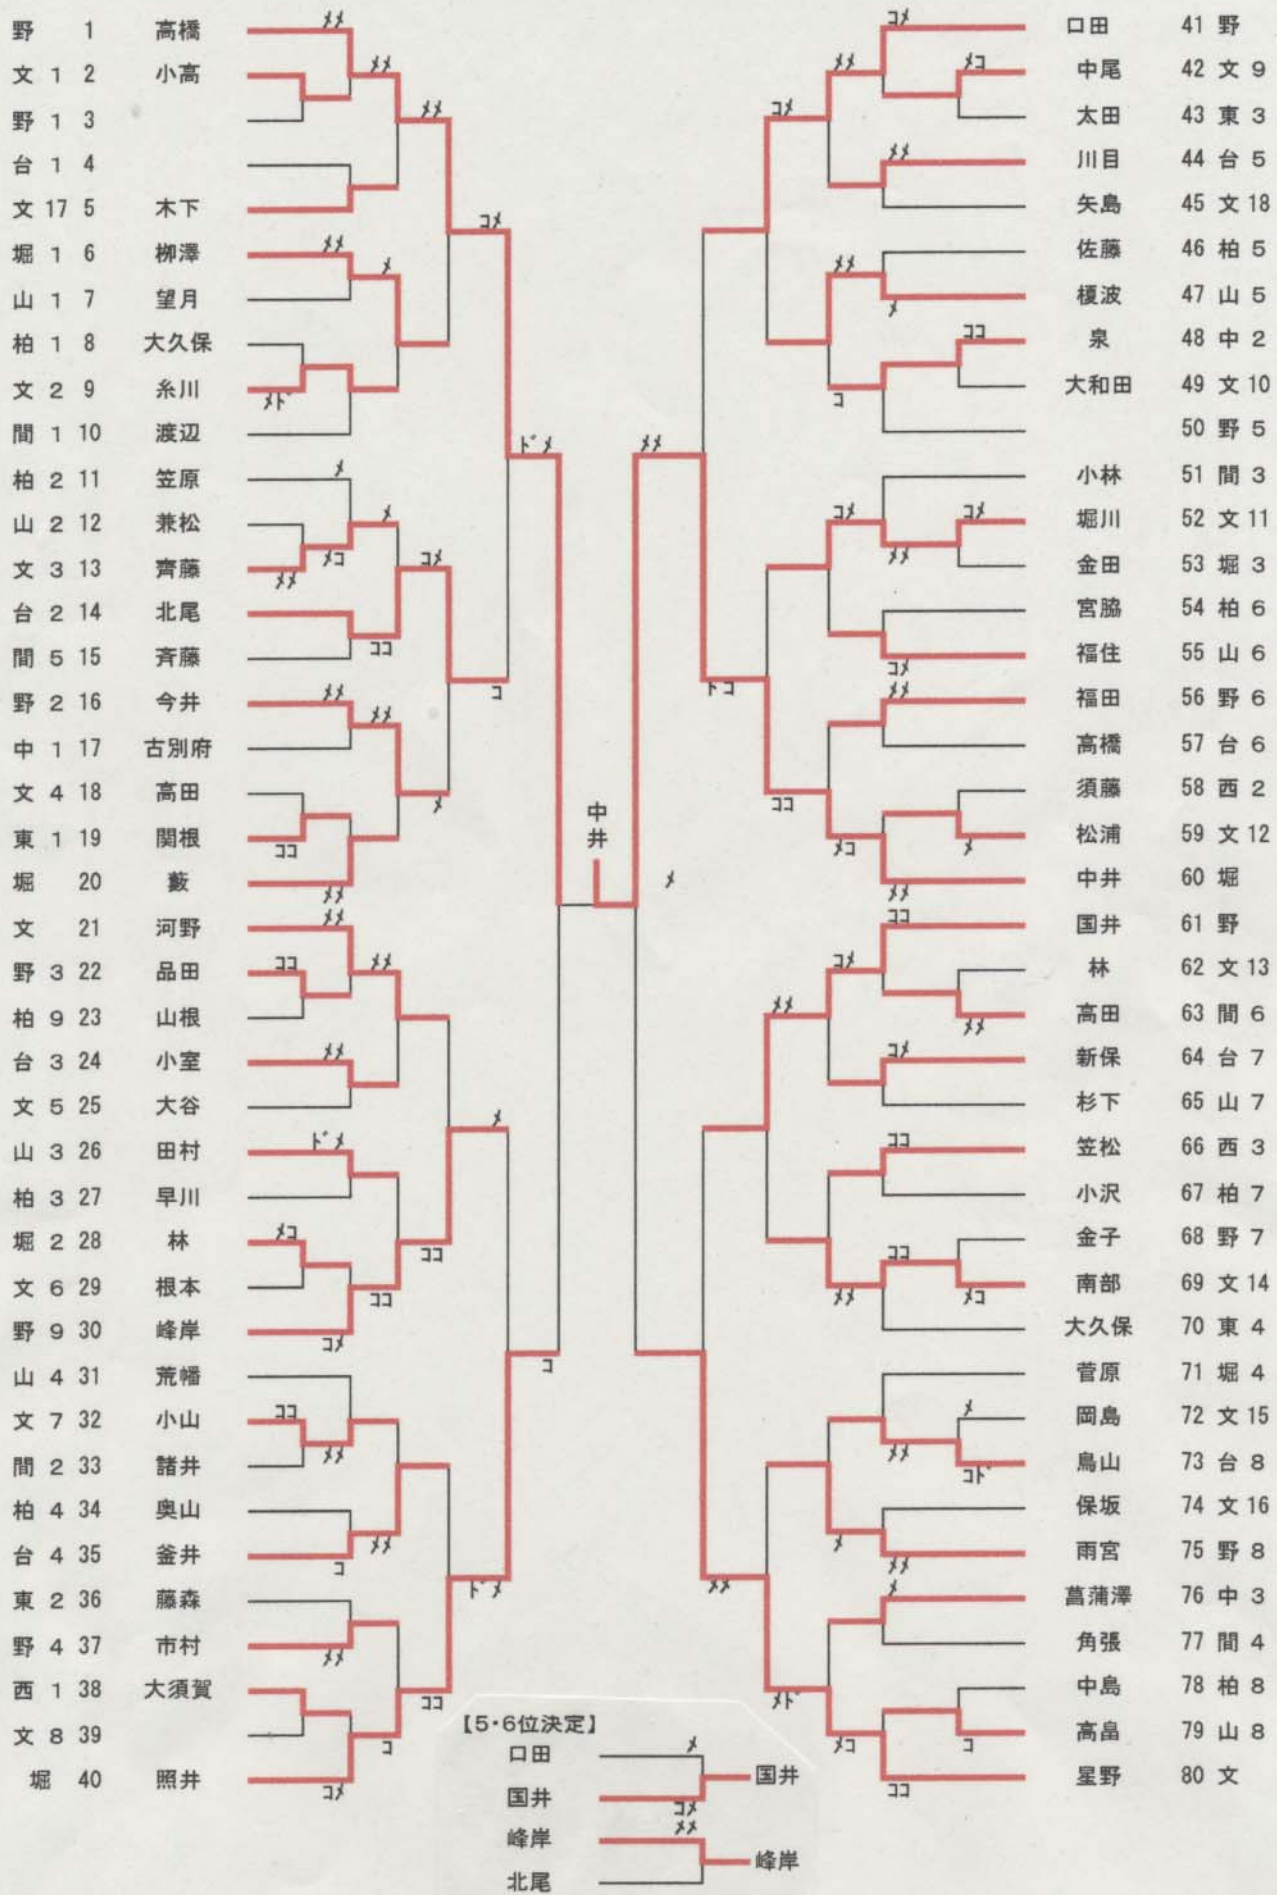 野 1 高橋
文 1 2 小高
野 1 3
台 1 4
文 17 5 木下
堀 1 6 柳澤
山 1 7 望月
柏 1 8 大久保
文 2 9 糸川
間 1 10 渡辺
柏 2 11 笠原
山 2 12 兼松
文 3 13 齊藤
台 2 14 北尾
間 5 15 斉藤
野 2 16 今井
中 1 17 古別府
文 4 18 高田
東 1 19 関根
堀 20 藪
文 21 河野
野 3 22 品田
柏 9 23 山根
台 3 24 小室
文 5 25 大谷
山 3 26 田村
柏 3 27 早川
堀 2 28 林
文 6 29 根本
野 9 30 峰岸
山 4 31 荒幡
文 7 32 小山
間 2 33 諸井
柏 4 34 奥山
台 4 35 釜井
東 2 36 藤森
野 4 37 市村
西 1 38 大須賀
文 8 39
堀 40 照井
中井
口田 41 野
中尾 42 文 9
太田 43 東 3
川目 44 台 5
矢島 45 文 18
佐藤 46 柏 5
榎波 47 山 5
泉 48 中 2
大和田 49 文 10
50 野 5
小林 51 間 3
堀川 52 文 11
金田 53 堀 3
宮脇 54 柏 6
福住 55 山 6
福田 56 野 6
高橋 57 台 6
須藤 58 西 2
松浦 59 文 12
中井 60 堀
国井 61 野
林 62 文 13
高田 63 間 6
新保 64 台 7
杉下 65 山 7
笠松 66 西 3
小沢 67 柏 7
金子 68 野 7
南部 69 文 14
大久保 70 東 4
菅原 71 堀 4
岡島 72 文 15
鳥山 73 台 8
保坂 74 文 16
雨宮 75 野 8
菖蒲澤 76 中 3
角張 77 間 4
中島 78 柏 8
高畠 79 山 8
星野 80 文
【5・6位決定】
口田 メ
国井 コメ 国井
峰岸 メメ 峰岸
北尾